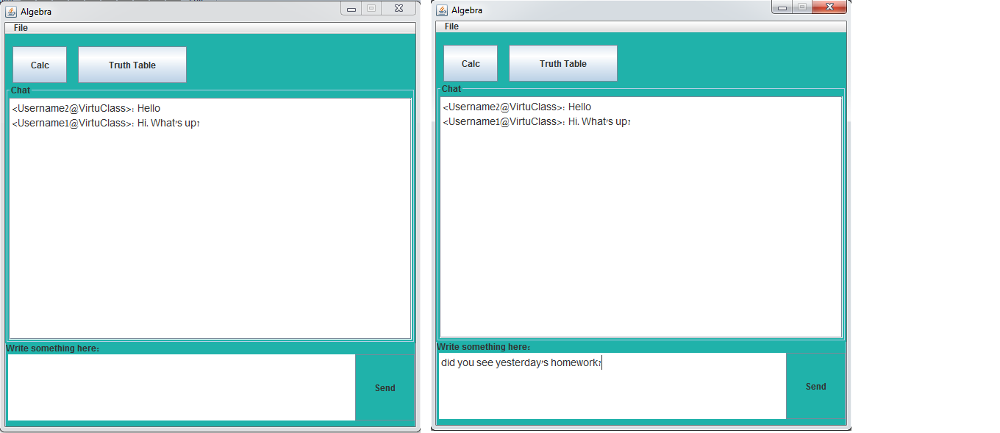 Algebra
File
Calc
Truth Table
Chat
<Username2@VirtuClass>: Hello
<Username1@VirtuClass>: Hi. What's up?
Write something here:
Send
Algebra
File
Calc
Truth Table
Chat
<Username2@VirtuClass>: Hello
<Username1@VirtuClass>: Hi. What's up?
Write something here:
did you see yesterday's homework?
Send